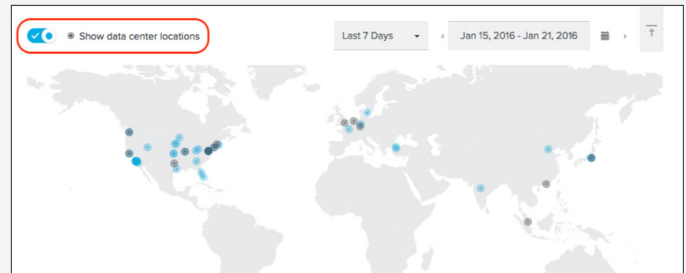 Show data center locations
Last 7 Days
Jan 15, 2016 - Jan 21, 2016